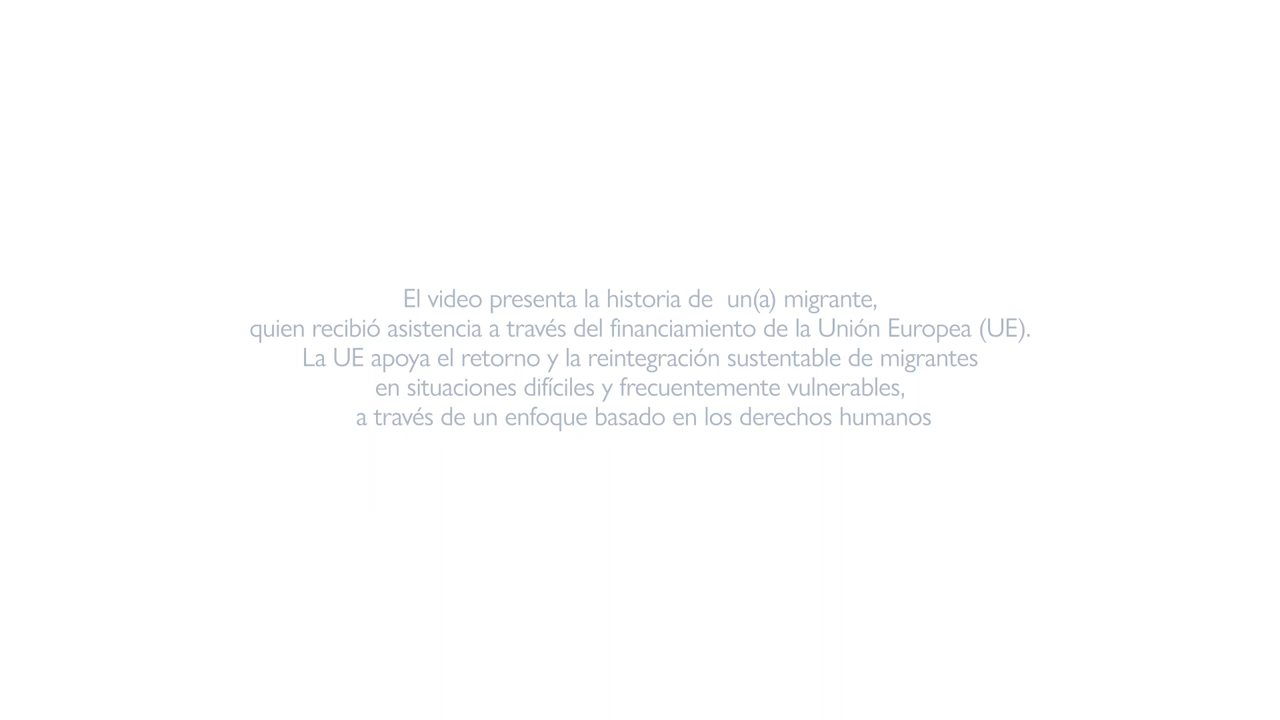 El video presenta la historia de  un(a) migrante,
quien recibió asistencia a través del financiamiento de la Unión Europea (UE).
La UE apoya el retorno y la reintegración sustentable de migrantes
en situaciones difíciles y frecuentemente vulnerables,
a través de un enfoque basado en los derechos humanos